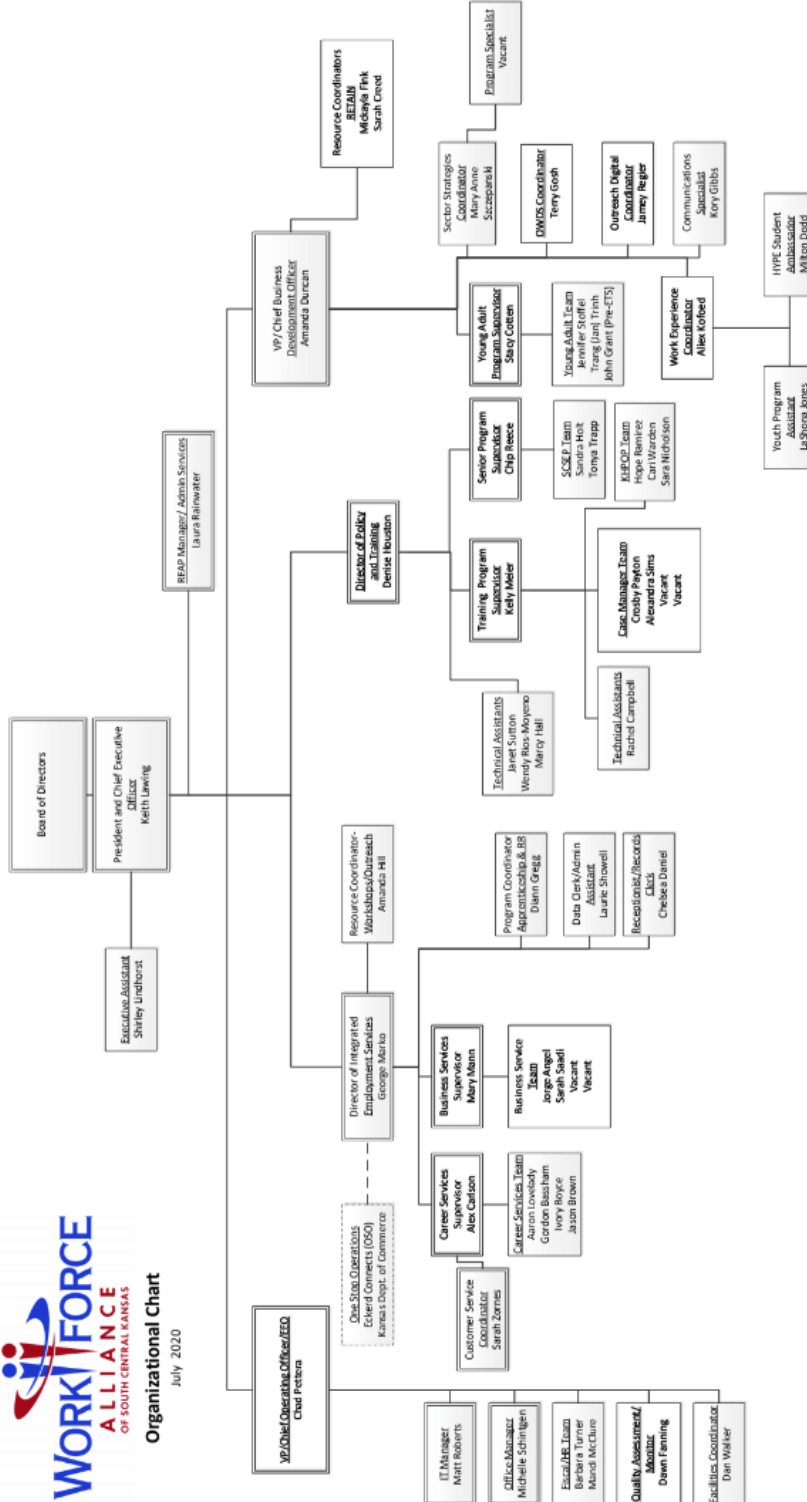 WORKFORCE
ALLIANCE
OF SOUTH CENTRAL KANSAS
Organizational Chart
July 2020
Board of Directors
President and Chief Executive
Officer
Keith Lawing
Executive Assistant
Shirley Lindhorst
REAP Manager/ Admin Services
Laura Rainwater
VP/Chief Operating Officer/EEO
Chad Pettera
IT Manager
Matt Roberts
Office Manager
Michelle Schintgen
Fiscal/HR Team
Barbara Turner
Mandi McClure
Quality Assessment/
Monitor
Dawn Fanning
Facilities Coordinator
Dan Walker
One Stop Operations
Eckerd Connects (OSO)
Kansas Dept. of Commerce
Director of Integrated
Employment Services
George Marko
Resource Coordinator-
Workshops/Outreach
Amanda Hill
Customer Service
Coordinator
Sarah Zornes
Career Services
Supervisor
Alex Carlson
Career Services Team
Aaron Lovelady
Gordon Bassham
Ivory Royce
Jason Brown
Business Services
Supervisor
Mary Mann
Business Service
Team
Jorge Angel
Sarah Saadi
Vacant
Vacant
Program Coordinator
Apprenticeship & RR
Diann Gregg
Data Clerk/Admin
Assistant
Laurie Showell
Receptionist/Records
Clerk
Chelsea Daniel
Director of Policy
and Training
Denise Houston
Technical Assistants
Janet Sutton
Wendy Rios-Moyeno
Marcy Hall
Training Program
Supervisor
Kelly Meier
Technical Assistants
Rachel Campbell
Case Manager Team
Crosby Payton
Alexandra Sims
Vacant
Vacant
KHPOP Team
Hope Ramirez
Cari Warden
Sara Nicholson
Senior Program
Supervisor
Chip Reece
SCSEP Team
Sandra Holt
Tonya Trapp
VP/ Chief Business
Development Officer
Amanda Duncan
Resource Coordinators
RETAIN
Mickayla Fink
Sarah Creed
Young Adult
Program Supervisor
Stacy Cotten
Young Adult Team
Jennifer Stoffel
Trang (Jan) Trinh
John Grant (Pre-ETS)
Sector Strategies
Coordinator
Mary Anne
Szczepanski
Program Specialist
Vacant
OWDS Coordinator
Terry Gosh
Outreach Digital
Coordinator
Jamey Regier
Communications
Specialist
Kory Gibbs
Work Experience
Coordinator
Allex Kofoed
Youth Program
Assistant
LaShona Jones
HYPE Student
Ambassador
Milton Dodd